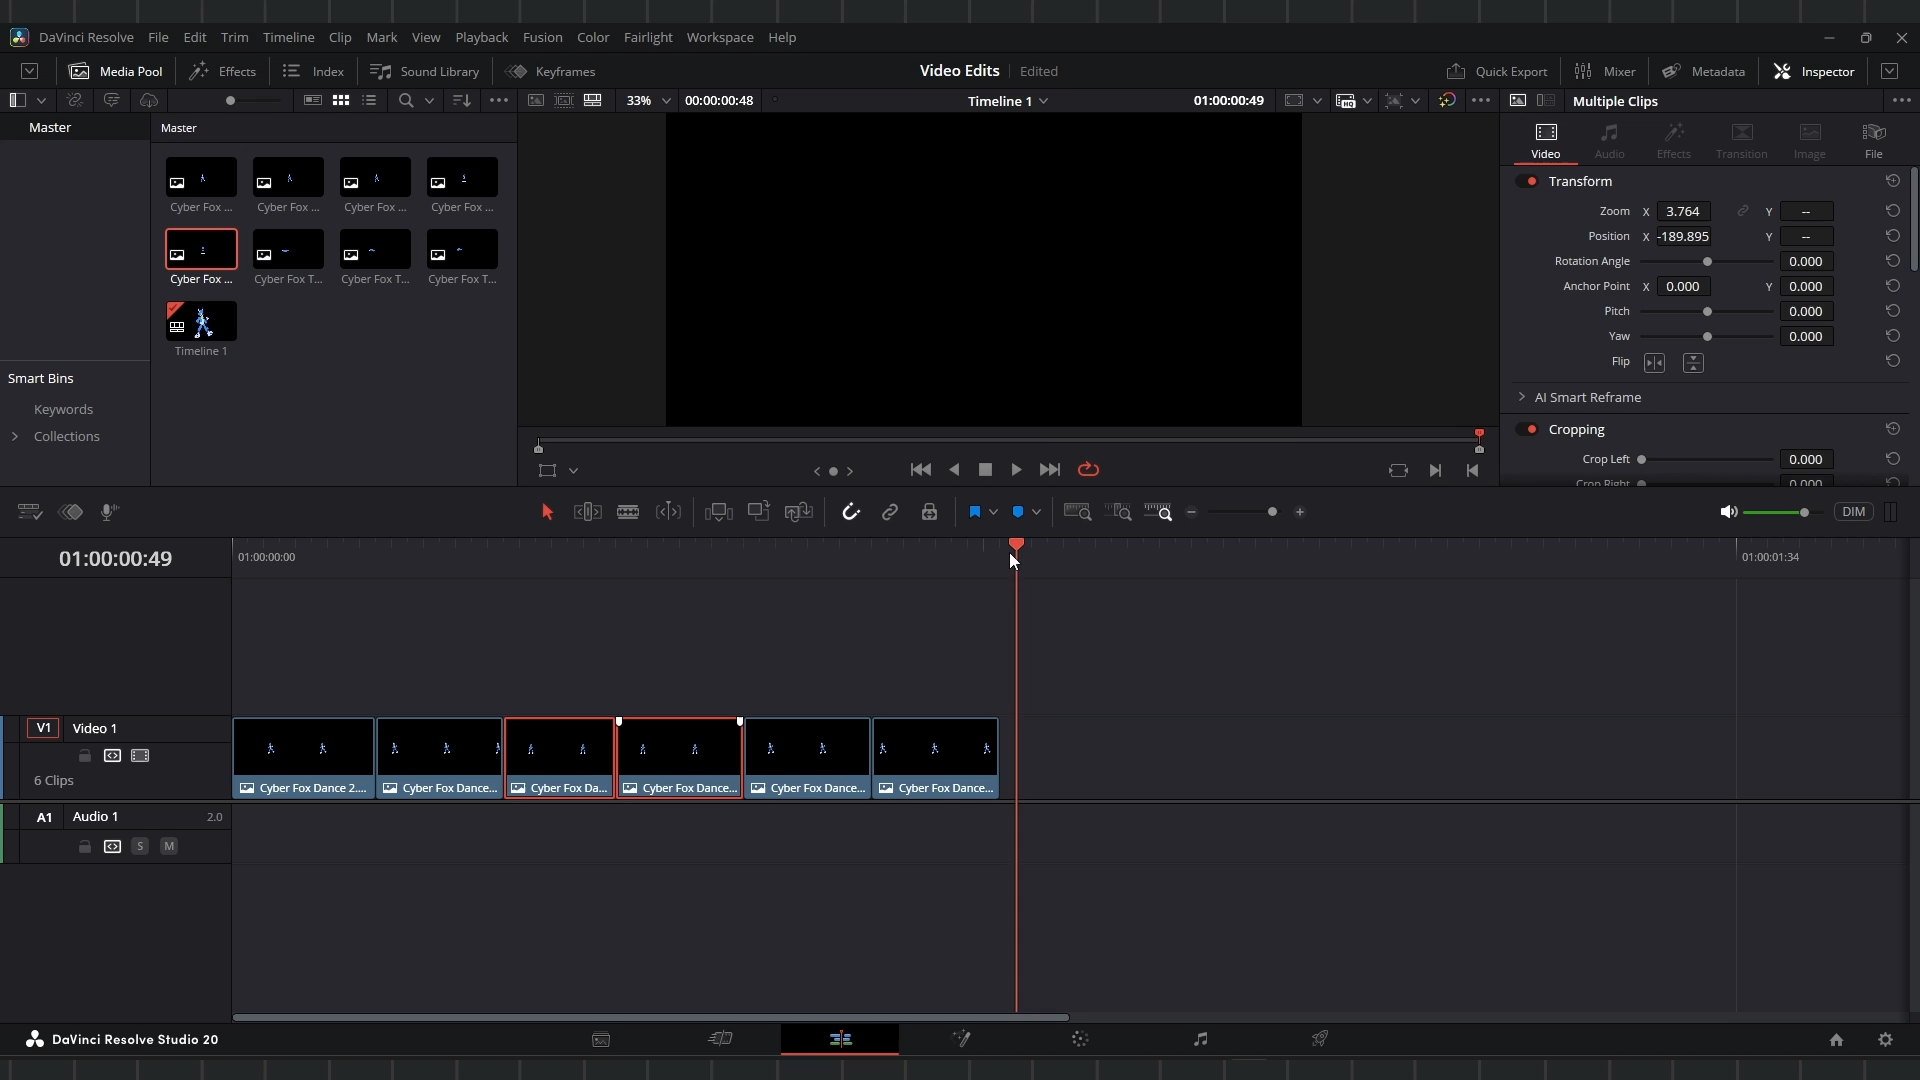 DaVinci Resolve File Edit Trim Timeline Clip Mark View Playback Fusion Color Fairlight Workspace Help
Media Pool Effects Index Sound Library Keyframes Video Edits Edited Quick Export Mixer Metadata Inspector
33% 00:00:00:48 Timeline 1 01:00:00:49 Multiple Clips
Master Master
Video Audio Effects Transition Image File
Transform
Cyber Fox ... Cyber Fox ... Cyber Fox ... Cyber Fox ...
Zoom X 3.764 Y --
Position X -189.895 Y --
Rotation Angle 0.000
Cyber Fox ... Cyber Fox T... Cyber Fox T... Cyber Fox T...
Anchor Point X 0.000 Y 0.000
Pitch 0.000
Yaw 0.000
Timeline 1
Flip
Smart Bins
AI Smart Reframe
Keywords
Cropping
Collections
Crop Left 0.000
Crop Right 0.000
DIM
01:00:00:49 01:00:00:00 01:00:01:34
V1 Video 1
6 Clips
Cyber Fox Dance 2.... Cyber Fox Dance... Cyber Fox Da... Cyber Fox Dance... Cyber Fox Dance... Cyber Fox Dance...
A1 Audio 1 2.0
S M
DaVinci Resolve Studio 20